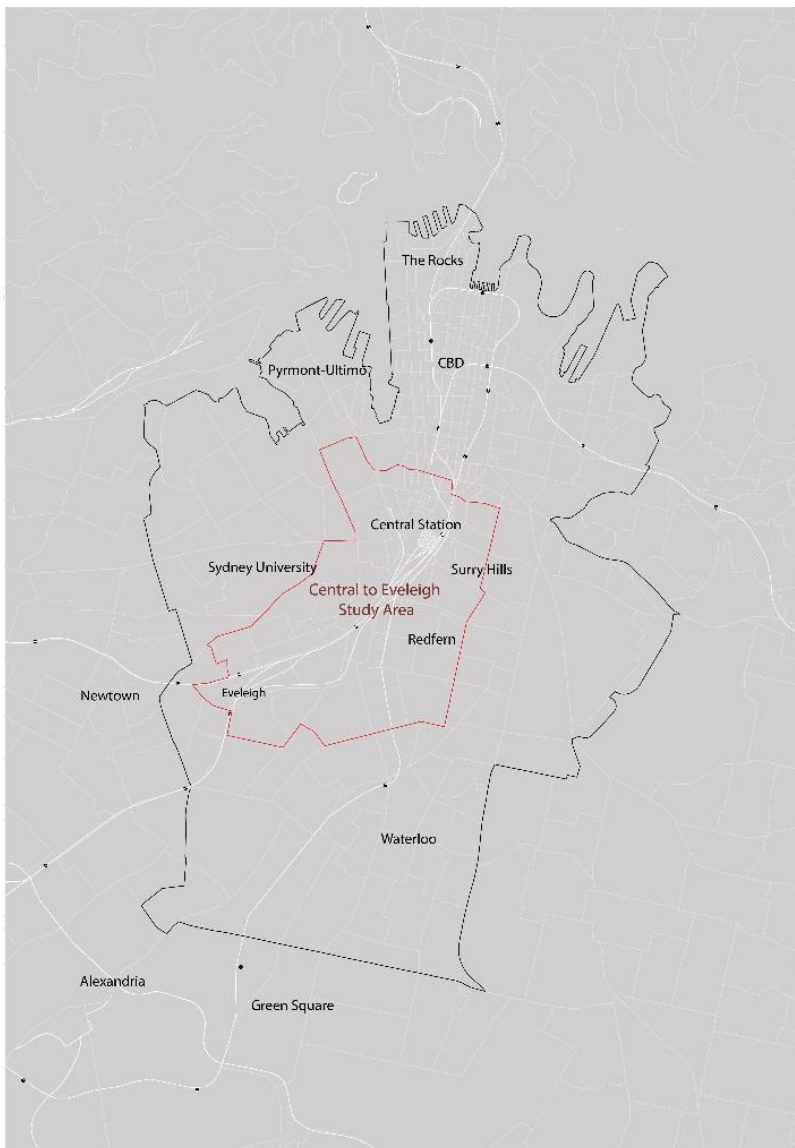 The Rocks
CBD
Pyrmont-Ultimo
Central Station
Sydney University
Surry Hills
Central to Eveleigh
Study Area
Redfern
Newtown
Eveleigh
Waterloo
Alexandria
Green Square